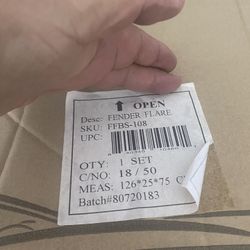 ↑ OPEN
Desc: FENDER FLARE
SKU: FFBS-108
UPC:
QTY: 1 SET
C/NO: 18 / 50
MEAS: 126*25*75 C
Batch#80720183